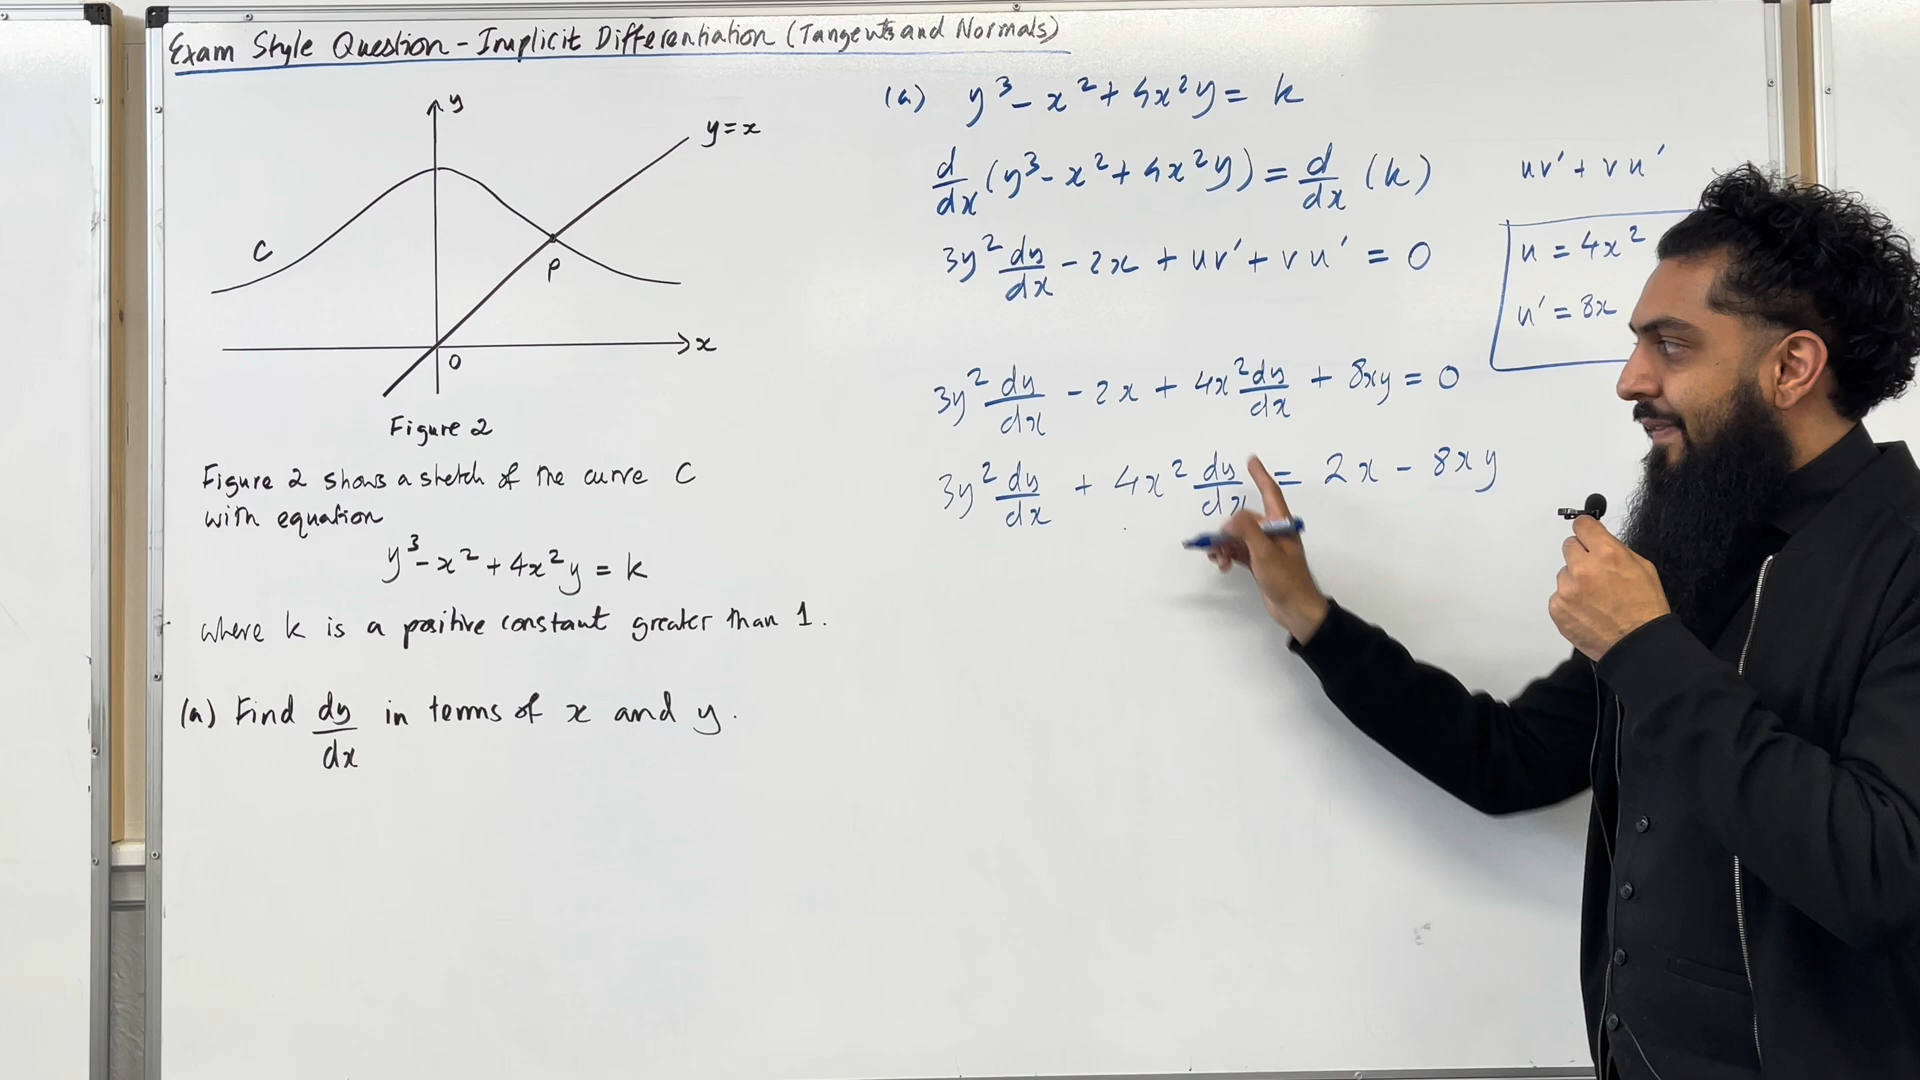 Exam Style Question - Implicit Differentiation (Tangents and Normals)
y
y = x
C
P
x
O
Figure 2
Figure 2 shows a sketch of the curve C
with equation
y³ - x² + 4x²y = k
where k is a positive constant greater than 1.
(a) Find dy/dx in terms of x and y.
(a) y³ - x² + 4x²y = k
d/dx (y³ - x² + 4x²y) = d/dx (k)
3y² dy/dx - 2x + uv' + vu' = 0
3y² dy/dx - 2x + 4x² dy/dx + 8xy = 0
3y² dy/dx + 4x² dy/dx = 2x - 8xy
uv' + vu'
u = 4x²
u' = 8x